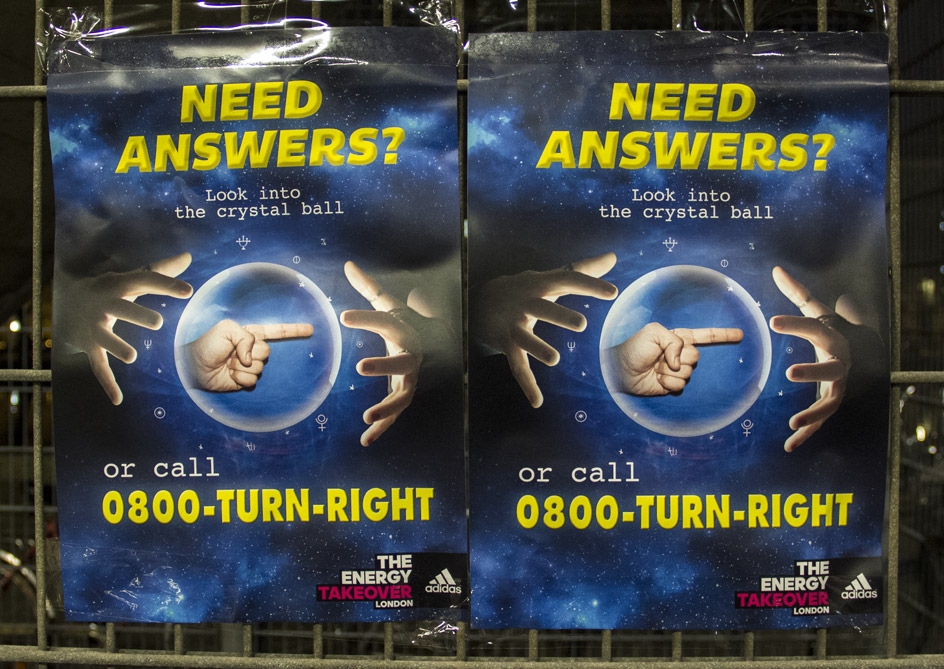 NEED
ANSWERS?
Look into
the crystal ball
or call
0800-TURN-RIGHT
THE
ENERGY
TAKEOVER
LONDON
adidas
NEED
ANSWERS?
Look into
the crystal ball
or call
0800-TURN-RIGHT
THE
ENERGY
TAKEOVER
LONDON
adidas